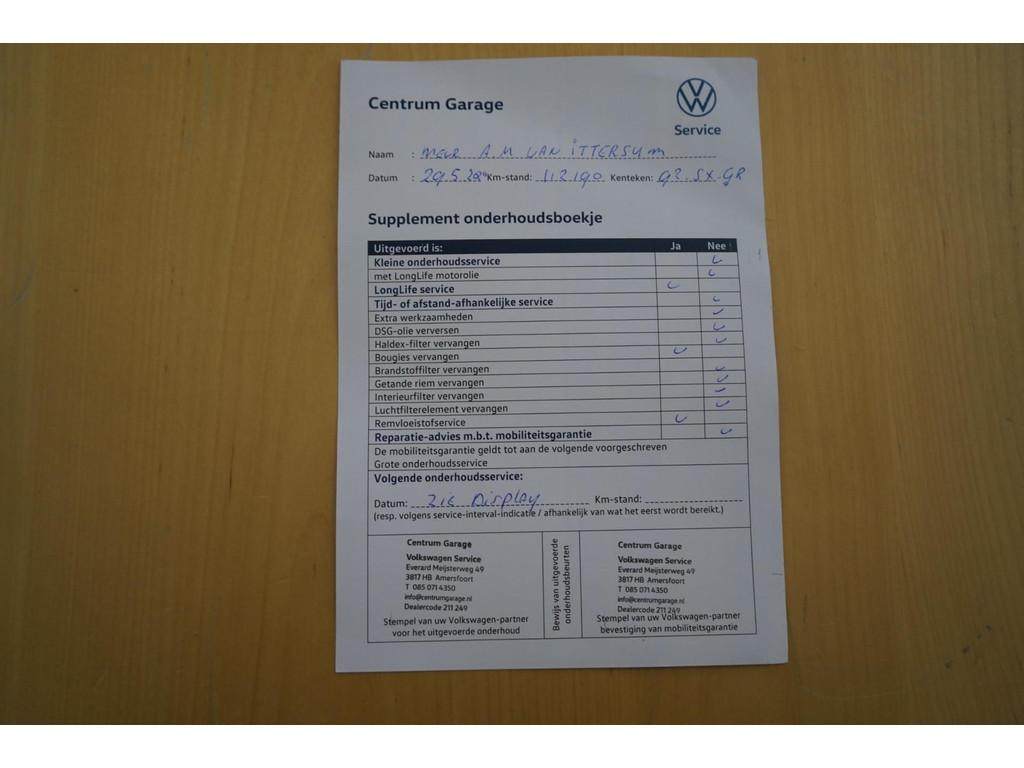 Centrum Garage
Service
Naam : mevr A.M VAN iTTERSUM
Datum : 29.5.20 Km-stand: 112.190 Kenteken: GZ.SX.GR
Supplement onderhoudsboekje
Uitgevoerd is: Ja Nee
Kleine onderhoudsservice
met LongLife motorolie
LongLife service
Tijd- of afstand-afhankelijke service
Extra werkzaamheden
DSG-olie verversen
Haldex-filter vervangen
Bougies vervangen
Brandstoffilter vervangen
Getande riem vervangen
Interieurfilter vervangen
Luchtfilterelement vervangen
Remvloeistofservice
Reparatie-advies m.b.t. mobiliteitsgarantie
De mobiliteitsgarantie geldt tot aan de volgende voorgeschreven
Grote onderhoudsservice
Volgende onderhoudsservice:
Datum: ZIE Display Km-stand:
(resp. volgens service-interval-indicatie / afhankelijk van wat het eerst wordt bereikt.)
Centrum Garage
Volkswagen Service
Everard Meijsterweg 49
3817 HB Amersfoort
T 085 071 4350
info@centrumgarage.nl
Dealercode 211 249
Stempel van uw Volkswagen-partner
voor het uitgevoerde onderhoud
Bewijs van uitgevoerde
onderhoudsbeurten
Centrum Garage
Volkswagen Service
Everard Meijsterweg 49
3817 HB Amersfoort
T 085 071 4350
info@centrumgarage.nl
Dealercode 211 249
Stempel van uw Volkswagen-partner
bevestiging van mobiliteitsgarantie